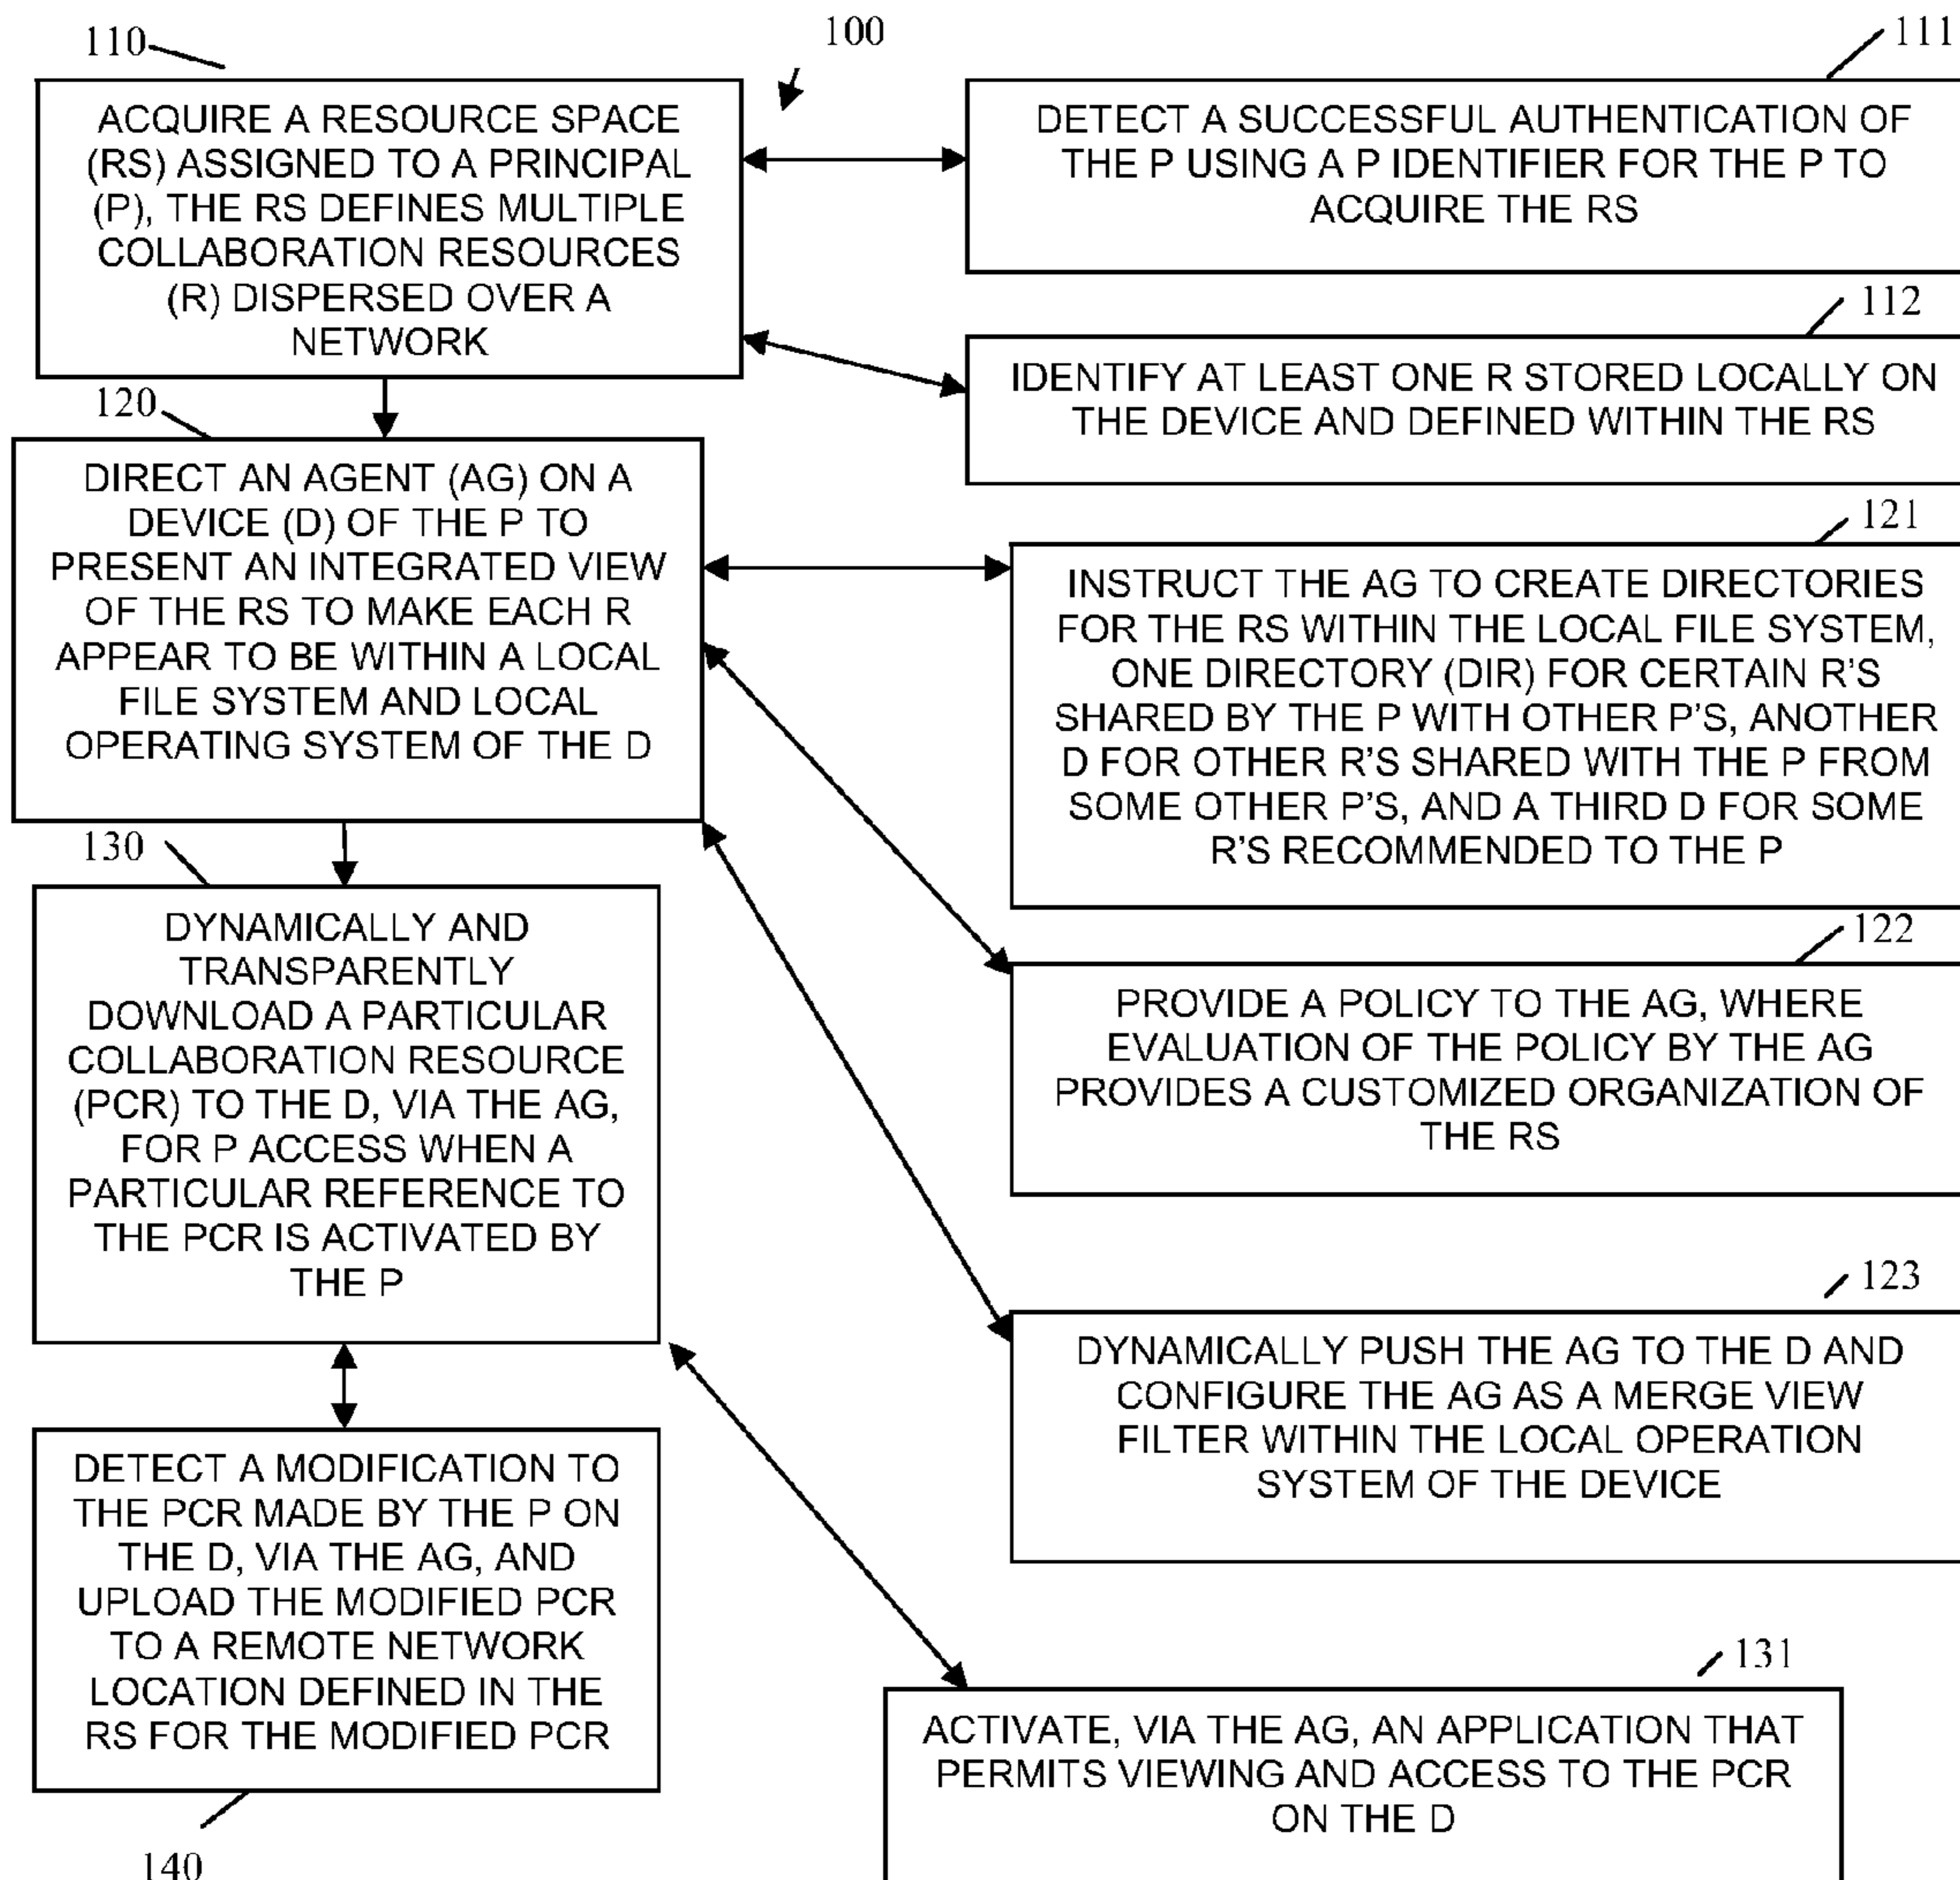 110
100
111
ACQUIRE A RESOURCE SPACE
(RS) ASSIGNED TO A PRINCIPAL
(P), THE RS DEFINES MULTIPLE
COLLABORATION RESOURCES
(R) DISPERSED OVER A
NETWORK
DETECT A SUCCESSFUL AUTHENTICATION OF
THE P USING A P IDENTIFIER FOR THE P TO
ACQUIRE THE RS
112
IDENTIFY AT LEAST ONE R STORED LOCALLY ON
THE DEVICE AND DEFINED WITHIN THE RS
120
DIRECT AN AGENT (AG) ON A
DEVICE (D) OF THE P TO
PRESENT AN INTEGRATED VIEW
OF THE RS TO MAKE EACH R
APPEAR TO BE WITHIN A LOCAL
FILE SYSTEM AND LOCAL
OPERATING SYSTEM OF THE D
121
INSTRUCT THE AG TO CREATE DIRECTORIES
FOR THE RS WITHIN THE LOCAL FILE SYSTEM,
ONE DIRECTORY (DIR) FOR CERTAIN R'S
SHARED BY THE P WITH OTHER P'S, ANOTHER
D FOR OTHER R'S SHARED WITH THE P FROM
SOME OTHER P'S, AND A THIRD D FOR SOME
R'S RECOMMENDED TO THE P
122
PROVIDE A POLICY TO THE AG, WHERE
EVALUATION OF THE POLICY BY THE AG
PROVIDES A CUSTOMIZED ORGANIZATION OF
THE RS
123
DYNAMICALLY PUSH THE AG TO THE D AND
CONFIGURE THE AG AS A MERGE VIEW
FILTER WITHIN THE LOCAL OPERATION
SYSTEM OF THE DEVICE
130
DYNAMICALLY AND
TRANSPARENTLY
DOWNLOAD A PARTICULAR
COLLABORATION RESOURCE
(PCR) TO THE D, VIA THE AG,
FOR P ACCESS WHEN A
PARTICULAR REFERENCE TO
THE PCR IS ACTIVATED BY
THE P
131
ACTIVATE, VIA THE AG, AN APPLICATION THAT
PERMITS VIEWING AND ACCESS TO THE PCR
ON THE D
DETECT A MODIFICATION TO
THE PCR MADE BY THE P ON
THE D, VIA THE AG, AND
UPLOAD THE MODIFIED PCR
TO A REMOTE NETWORK
LOCATION DEFINED IN THE
RS FOR THE MODIFIED PCR
140